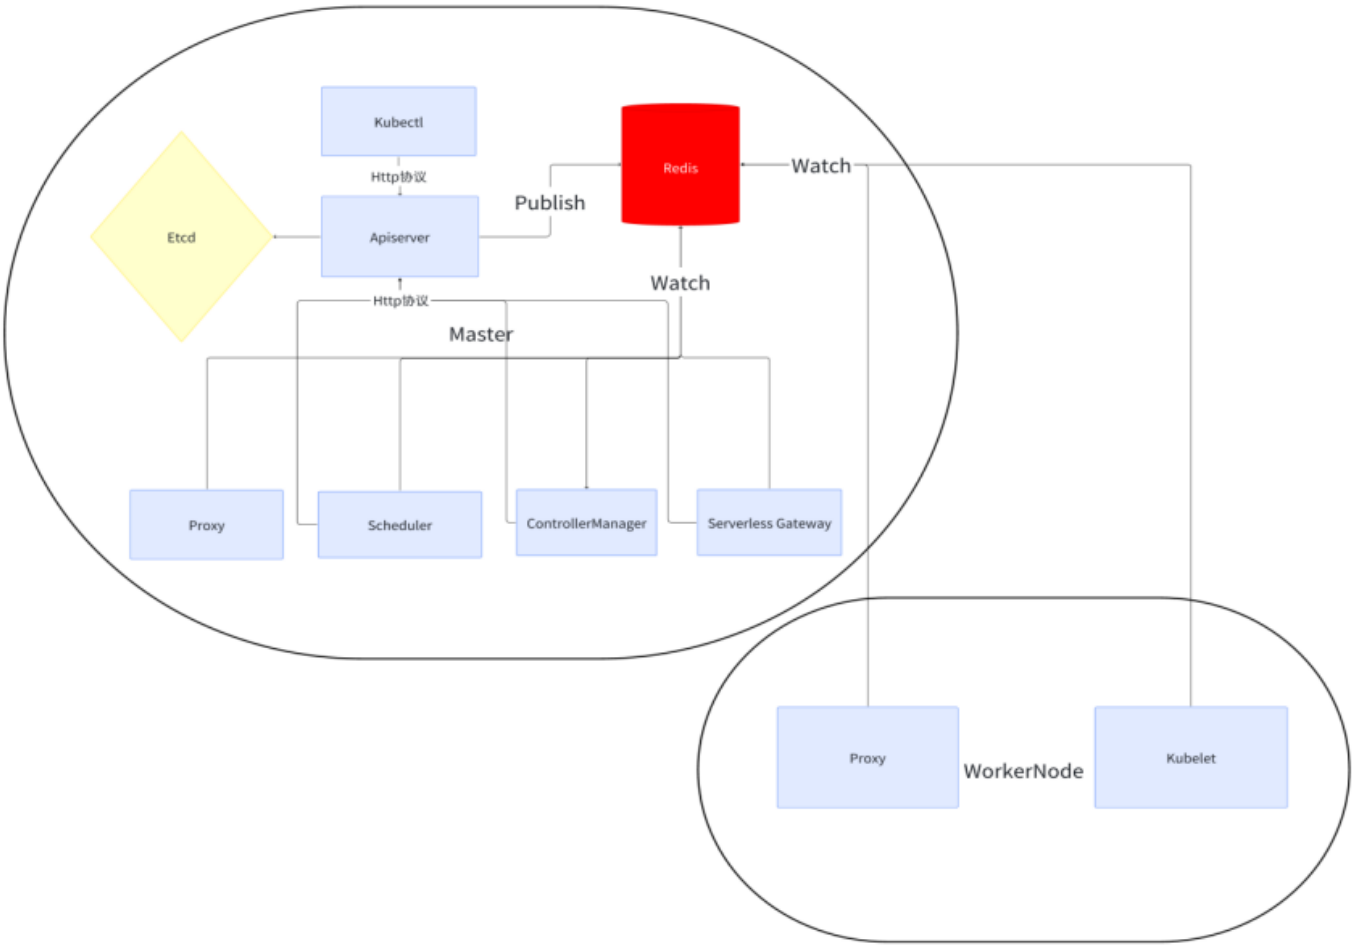 Kubectl
Http协议
Redis
Watch
Publish
Etcd
Apiserver
Watch
Http协议
Master
Proxy
Scheduler
ControllerManager
Serverless Gateway
Proxy
WorkerNode
Kubelet